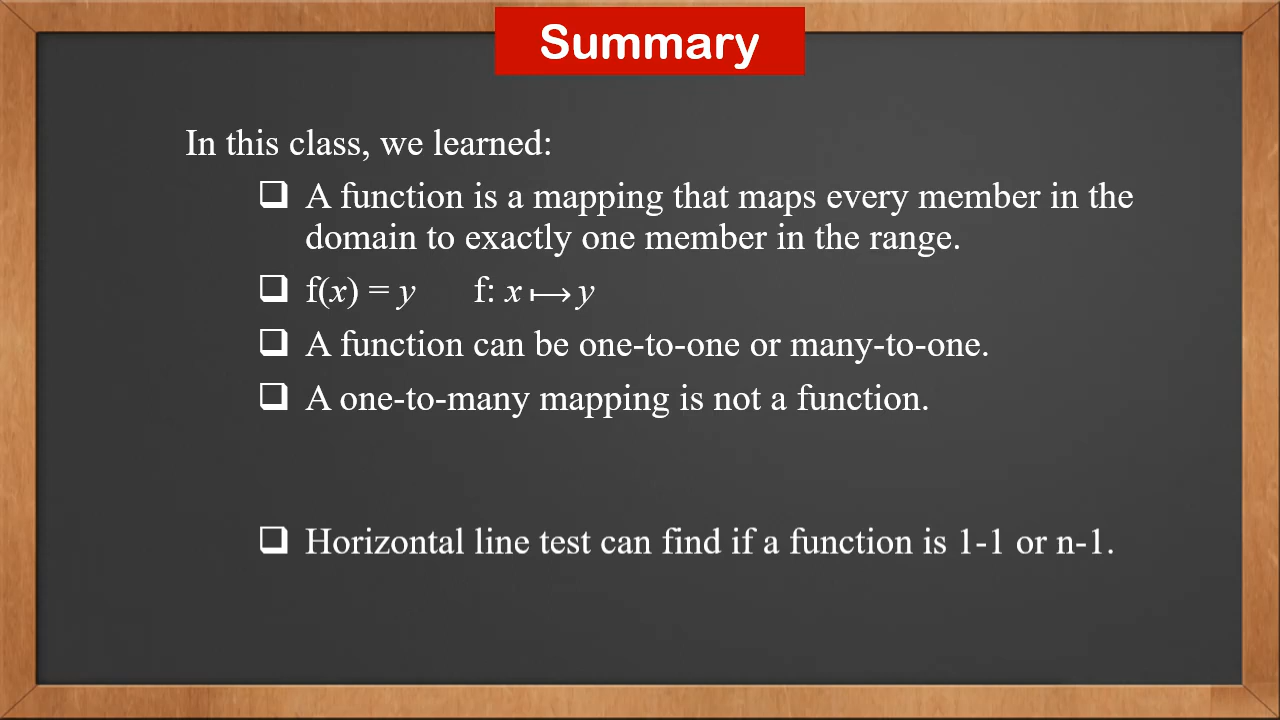 Summary
In this class, we learned:
❑ A function is a mapping that maps every member in the
domain to exactly one member in the range.
❑ f(x) = y f: x ⟼ y
❑ A function can be one-to-one or many-to-one.
❑ A one-to-many mapping is not a function.
❑ Horizontal line test can find if a function is 1-1 or n-1.